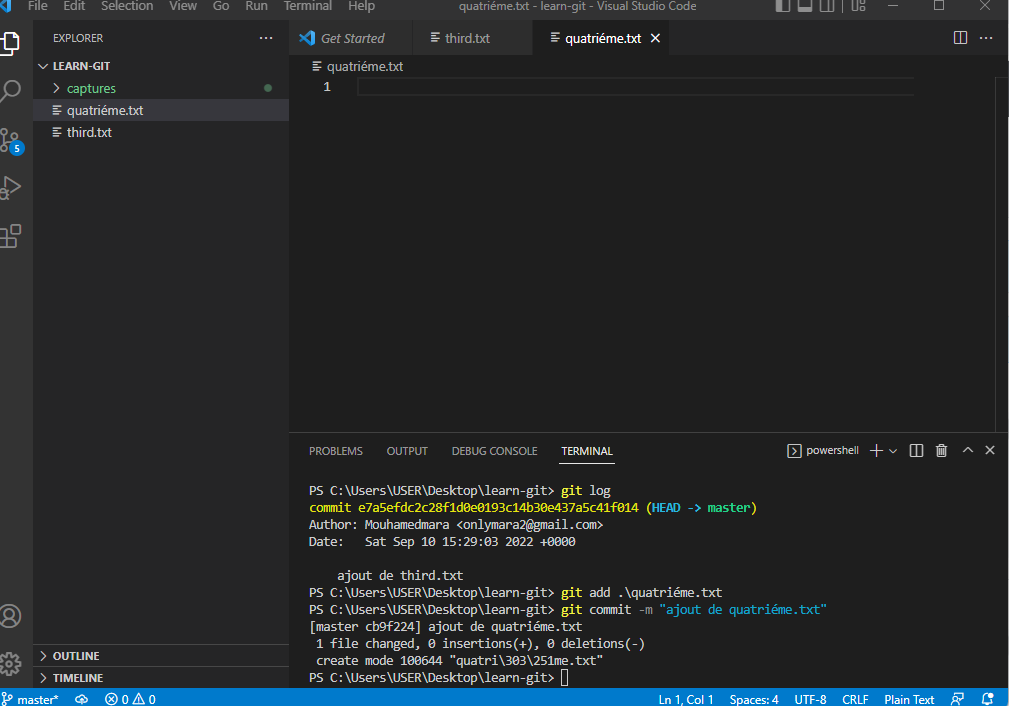 File Edit Selection View Go Run Terminal Help quatriéme.txt - learn-git - Visual Studio Code
EXPLORER
Get Started third.txt quatriéme.txt
LEARN-GIT
quatriéme.txt
captures
1
quatriéme.txt
third.txt
5
PROBLEMS OUTPUT DEBUG CONSOLE TERMINAL powershell
PS C:\Users\USER\Desktop\learn-git> git log
commit e7a5efdc2c28f1d0e0193c14b30e437a5c41f014 (HEAD -> master)
Author: Mouhamedmara <onlymara2@gmail.com>
Date: Sat Sep 10 15:29:03 2022 +0000
ajout de third.txt
PS C:\Users\USER\Desktop\learn-git> git add .\quatriéme.txt
PS C:\Users\USER\Desktop\learn-git> git commit -m "ajout de quatriéme.txt"
[master cb9f224] ajout de quatriéme.txt
1 file changed, 0 insertions(+), 0 deletions(-)
create mode 100644 "quatri\303\251me.txt"
PS C:\Users\USER\Desktop\learn-git>
OUTLINE
TIMELINE
master* 0 0 Ln 1, Col 1 Spaces: 4 UTF-8 CRLF Plain Text